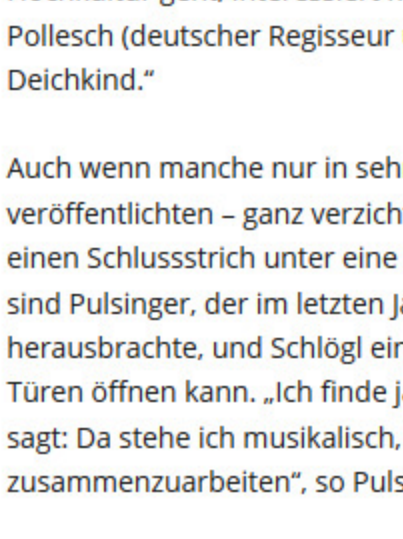 Pollesch (deutscher Regisseur
Deichkind.“
Auch wenn manche nur in seh
veröffentlichten – ganz verzich
einen Schlussstrich unter eine
sind Pulsinger, der im letzten J
herausbrachte, und Schlögl ein
Türen öffnen kann. „Ich finde j
sagt: Da stehe ich musikalisch,
zusammenzuarbeiten“, so Puls